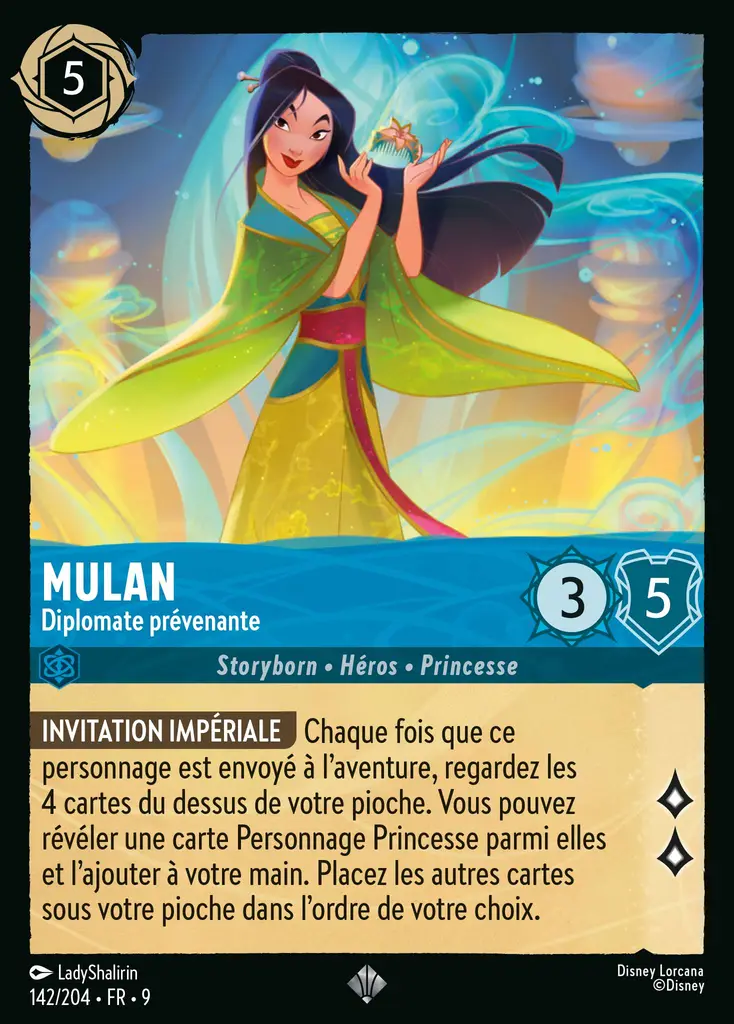 5
MULAN
Diplomate prévenante
3
5
Storyborn • Héros • Princesse
INVITATION IMPÉRIALE Chaque fois que ce
personnage est envoyé à l'aventure, regardez les
4 cartes du dessus de votre pioche. Vous pouvez
révéler une carte Personnage Princesse parmi elles
et l'ajouter à votre main. Placez les autres cartes
sous votre pioche dans l'ordre de votre choix.
LadyShalirin
142/204 • FR • 9
Disney Lorcana
©Disney